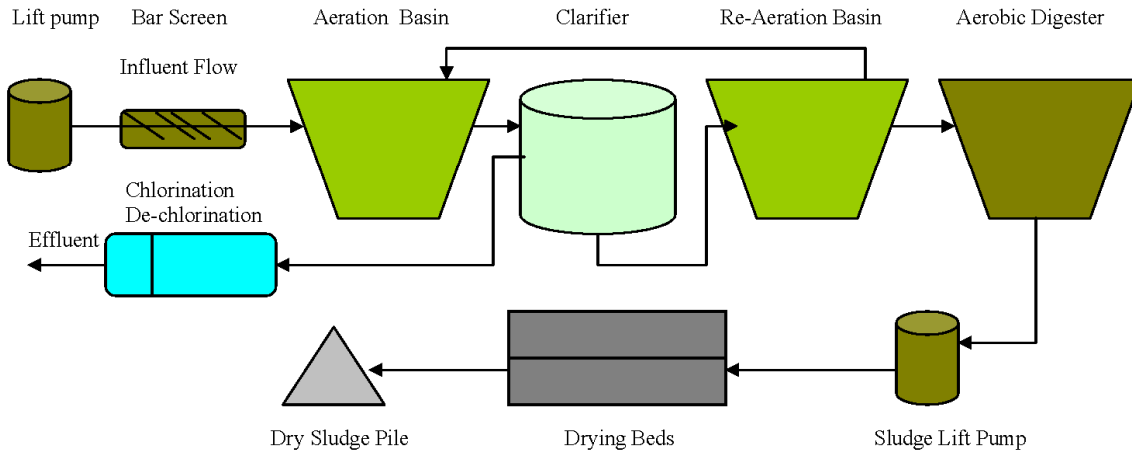 Lift pump
Bar Screen
Aeration Basin
Clarifier
Re-Aeration Basin
Aerobic Digester
Influent Flow
Chlorination
De-chlorination
Effluent
Dry Sludge Pile
Drying Beds
Sludge Lift Pump